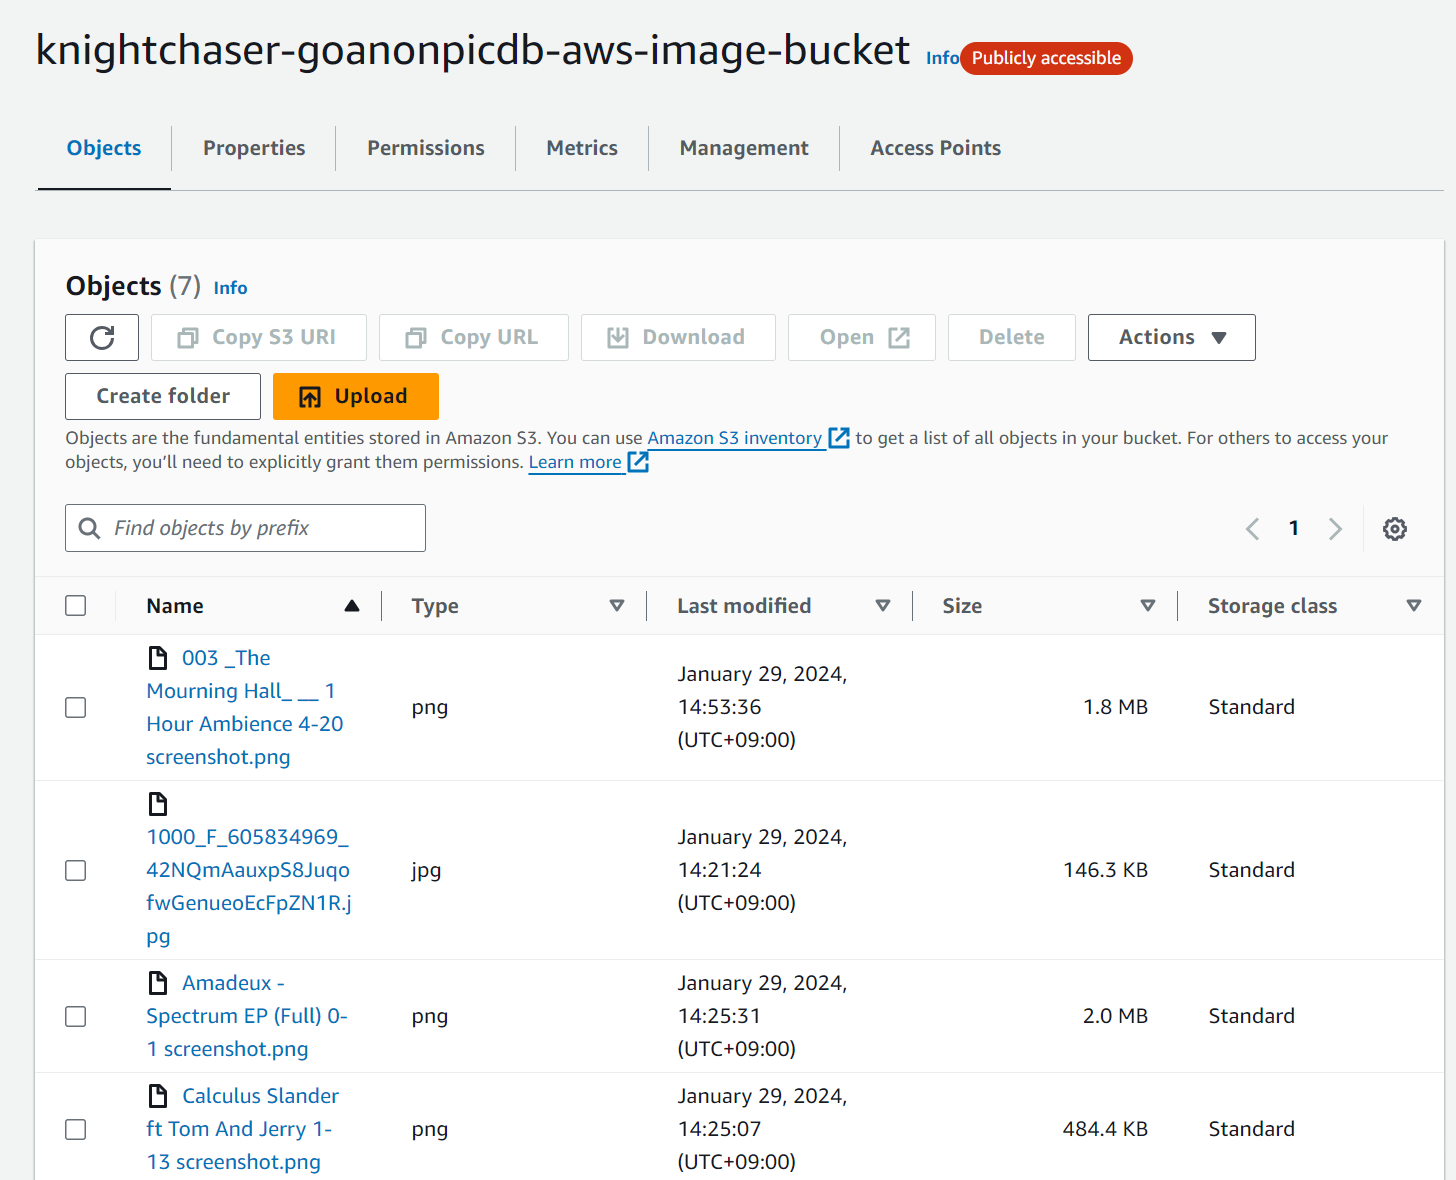 knightchaser-goanonpicdb-aws-image-bucket Info Publicly accessible
Objects Properties Permissions Metrics Management Access Points
Objects (7) Info
Copy S3 URI Copy URL Download Open Delete Actions
Create folder Upload
Objects are the fundamental entities stored in Amazon S3. You can use Amazon S3 inventory to get a list of all objects in your bucket. For others to access your
objects, you’ll need to explicitly grant them permissions. Learn more
Find objects by prefix 1
Name Type Last modified Size Storage class
003 _The
Mourning Hall_ __ 1
Hour Ambience 4-20
screenshot.png
png
January 29, 2024,
14:53:36
(UTC+09:00)
1.8 MB
Standard
1000_F_605834969_
42NQmAauxpS8Juqo
fwGenueoEcFpZN1R.j
pg
jpg
January 29, 2024,
14:21:24
(UTC+09:00)
146.3 KB
Standard
Amadeux -
Spectrum EP (Full) 0-
1 screenshot.png
png
January 29, 2024,
14:25:31
(UTC+09:00)
2.0 MB
Standard
Calculus Slander
ft Tom And Jerry 1-
13 screenshot.png
png
January 29, 2024,
14:25:07
(UTC+09:00)
484.4 KB
Standard